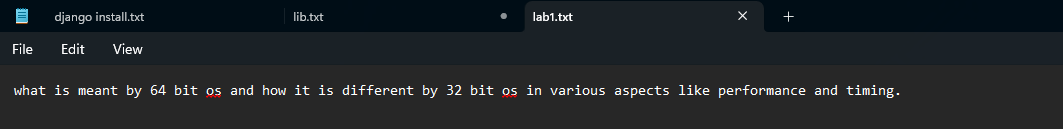 django install.txt lib.txt lab1.txt
File Edit View
what is meant by 64 bit os and how it is different by 32 bit os in various aspects like performance and timing.